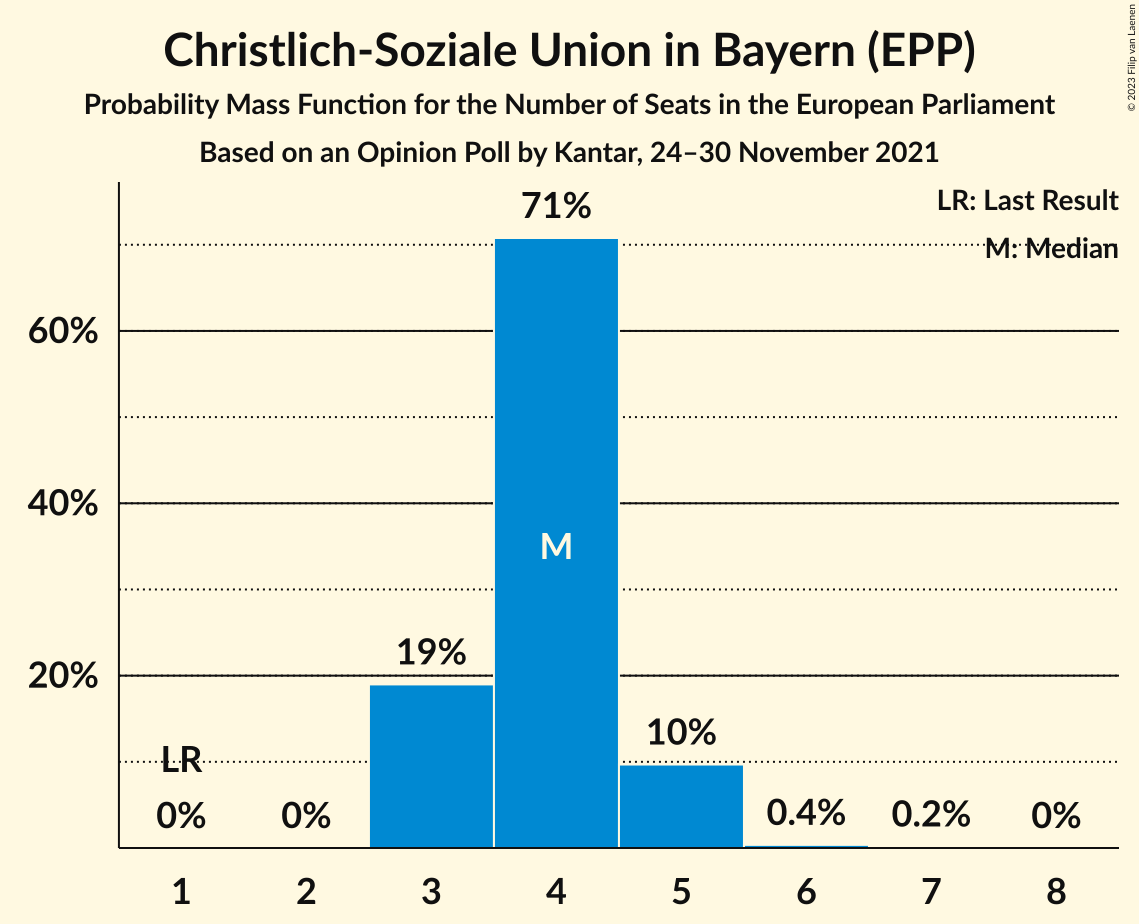 Christlich-Soziale Union in Bayern (EPP)
Probability Mass Function for the Number of Seats in the European Parliament
Based on an Opinion Poll by Kantar, 24–30 November 2021
© 2023 Filip van Laenen
LR: Last Result
M: Median
71%
60%
40%
M
19%
20%
10%
LR
0%
0%
0.4%
0.2%
0%
1
2
3
4
5
6
7
8